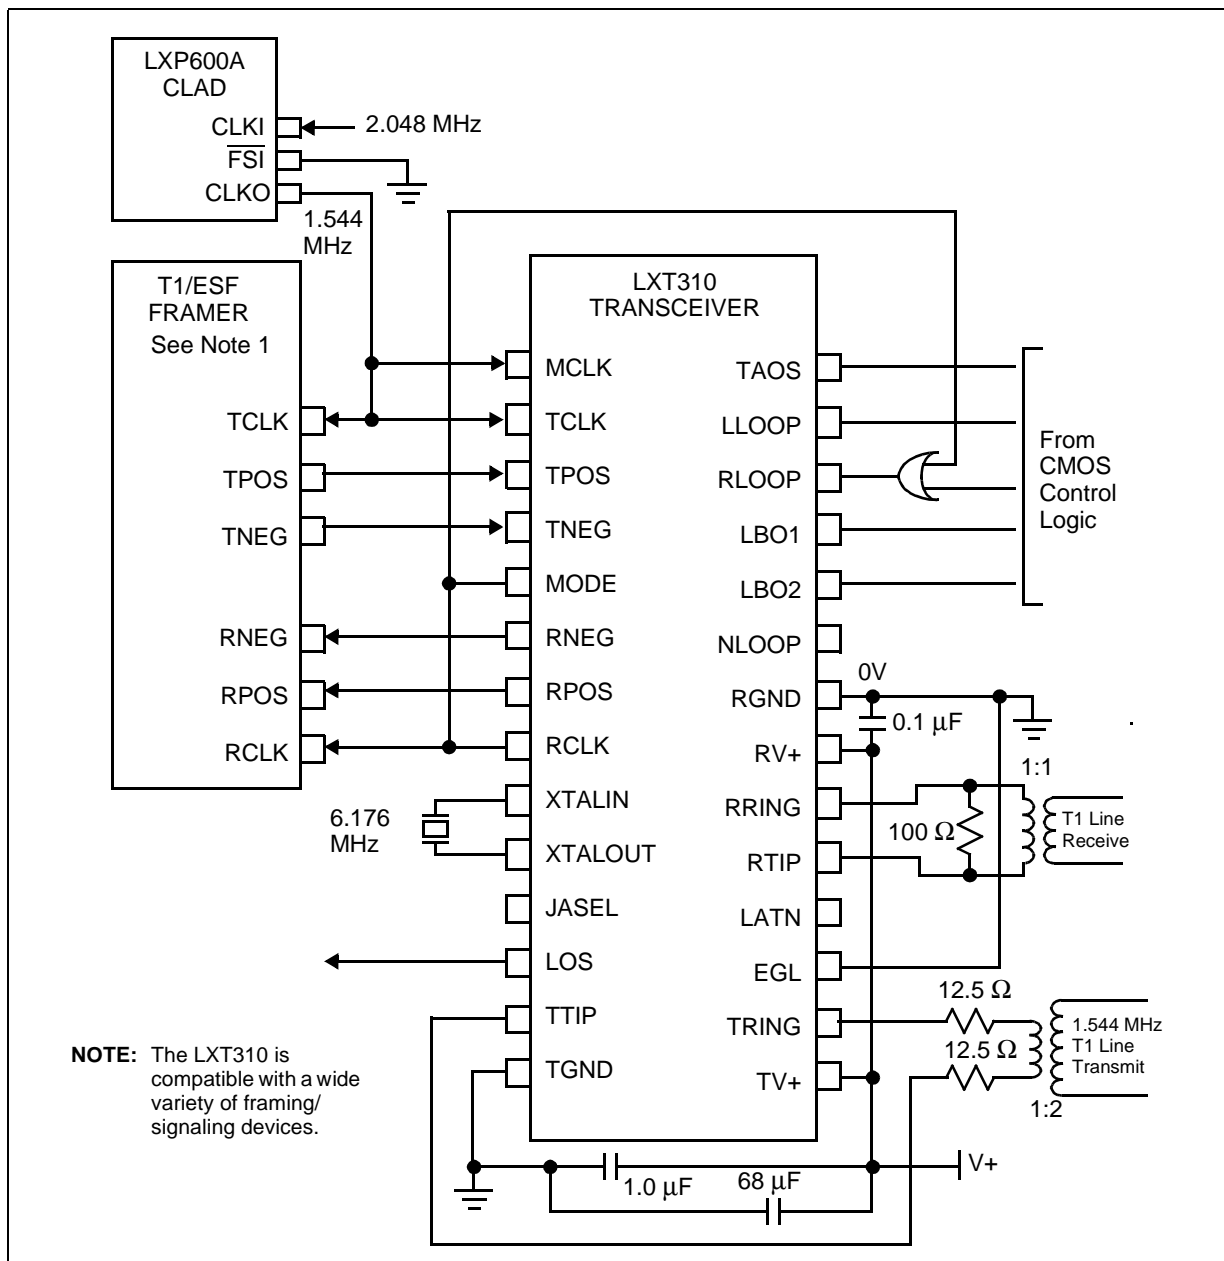 LXP600A
CLAD
CLKI
2.048 MHz
FSI
CLKO
1.544
MHz
T1/ESF
FRAMER
See Note 1
TCLK
TPOS
TNEG
RNEG
RPOS
RCLK
LXT310
TRANSCEIVER
MCLK
TCLK
TPOS
TNEG
MODE
RNEG
RPOS
RCLK
XTALIN
XTALOUT
JASEL
LOS
TTIP
TGND
TAOS
LLOOP
RLOOP
LBO1
LBO2
NLOOP
RGND
RV+
RRING
RTIP
LATN
EGL
TRING
TV+
From
CMOS
Control
Logic
0V
0.1 µF
1:1
100 Ω
T1 Line
Receive
6.176
MHz
12.5 Ω
12.5 Ω
1.544 MHz
T1 Line
Transmit
1:2
V+
1.0 µF
68 µF
NOTE: The LXT310 is
compatible with a wide
variety of framing/
signaling devices.